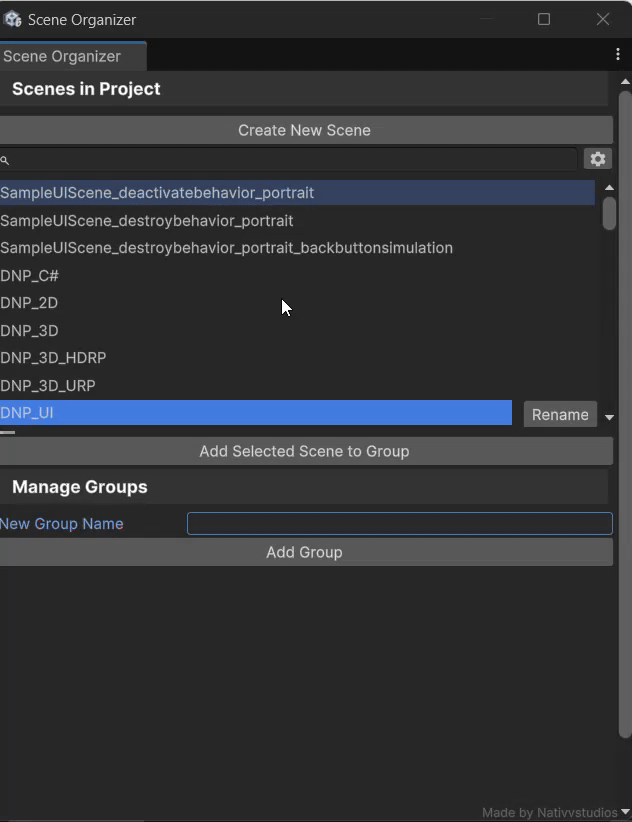 Scene Organizer
Scene Organizer
Scenes in Project
Create New Scene
SampleUIScene_deactivatebehavior_portrait
SampleUIScene_destroybehavior_portrait
SampleUIScene_destroybehavior_portrait_backbuttonsimulation
DNP_C#
DNP_2D
DNP_3D
DNP_3D_HDRP
DNP_3D_URP
DNP_UI
Rename
Add Selected Scene to Group
Manage Groups
New Group Name
Add Group
Made by Nativvstudios